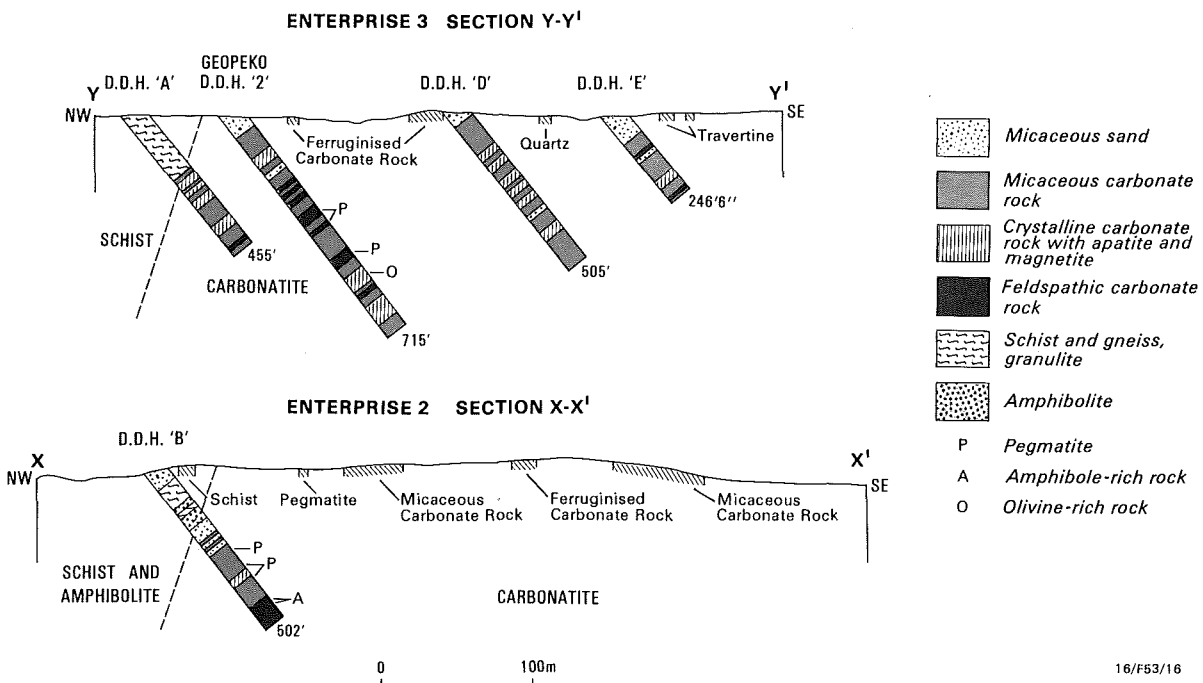 ENTERPRISE 3 SECTION Y-Y'
GEOPEKO
D.D.H. 'A' D.D.H. '2' D.D.H. 'D' D.D.H. 'E'
Y Y'
NW SE
Ferruginised
Carbonate Rock
Quartz
Travertine
SCHIST
CARBONATITE
P
P
O
455'
715'
505'
246'6''
ENTERPRISE 2 SECTION X-X'
D.D.H. 'B'
X X'
NW SE
Schist
Pegmatite
Micaceous
Carbonate Rock
Ferruginised
Carbonate Rock
Micaceous
Carbonate Rock
P
P
A
SCHIST AND
AMPHIBOLITE
CARBONATITE
502'
0 100m
Micaceous sand
Micaceous carbonate
rock
Crystalline carbonate
rock with apatite and
magnetite
Feldspathic carbonate
rock
Schist and gneiss,
granulite
Amphibolite
P Pegmatite
A Amphibole-rich rock
O Olivine-rich rock
16/F53/16